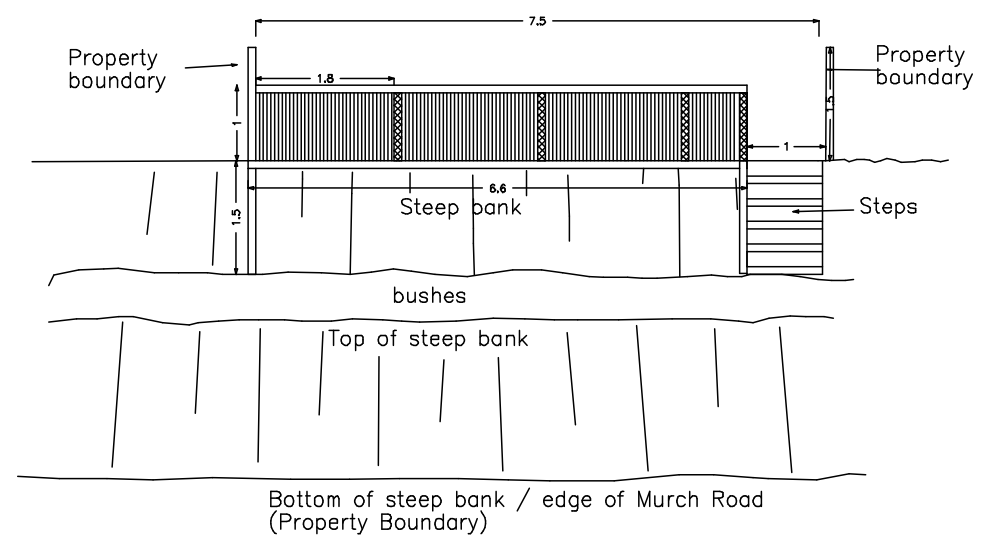 7.5
Property
boundary
Property
boundary
1.8
1
1.5
1
6.6
1.5
Steep bank
Steps
bushes
Top of steep bank
Bottom of steep bank / edge of Murch Road
(Property Boundary)